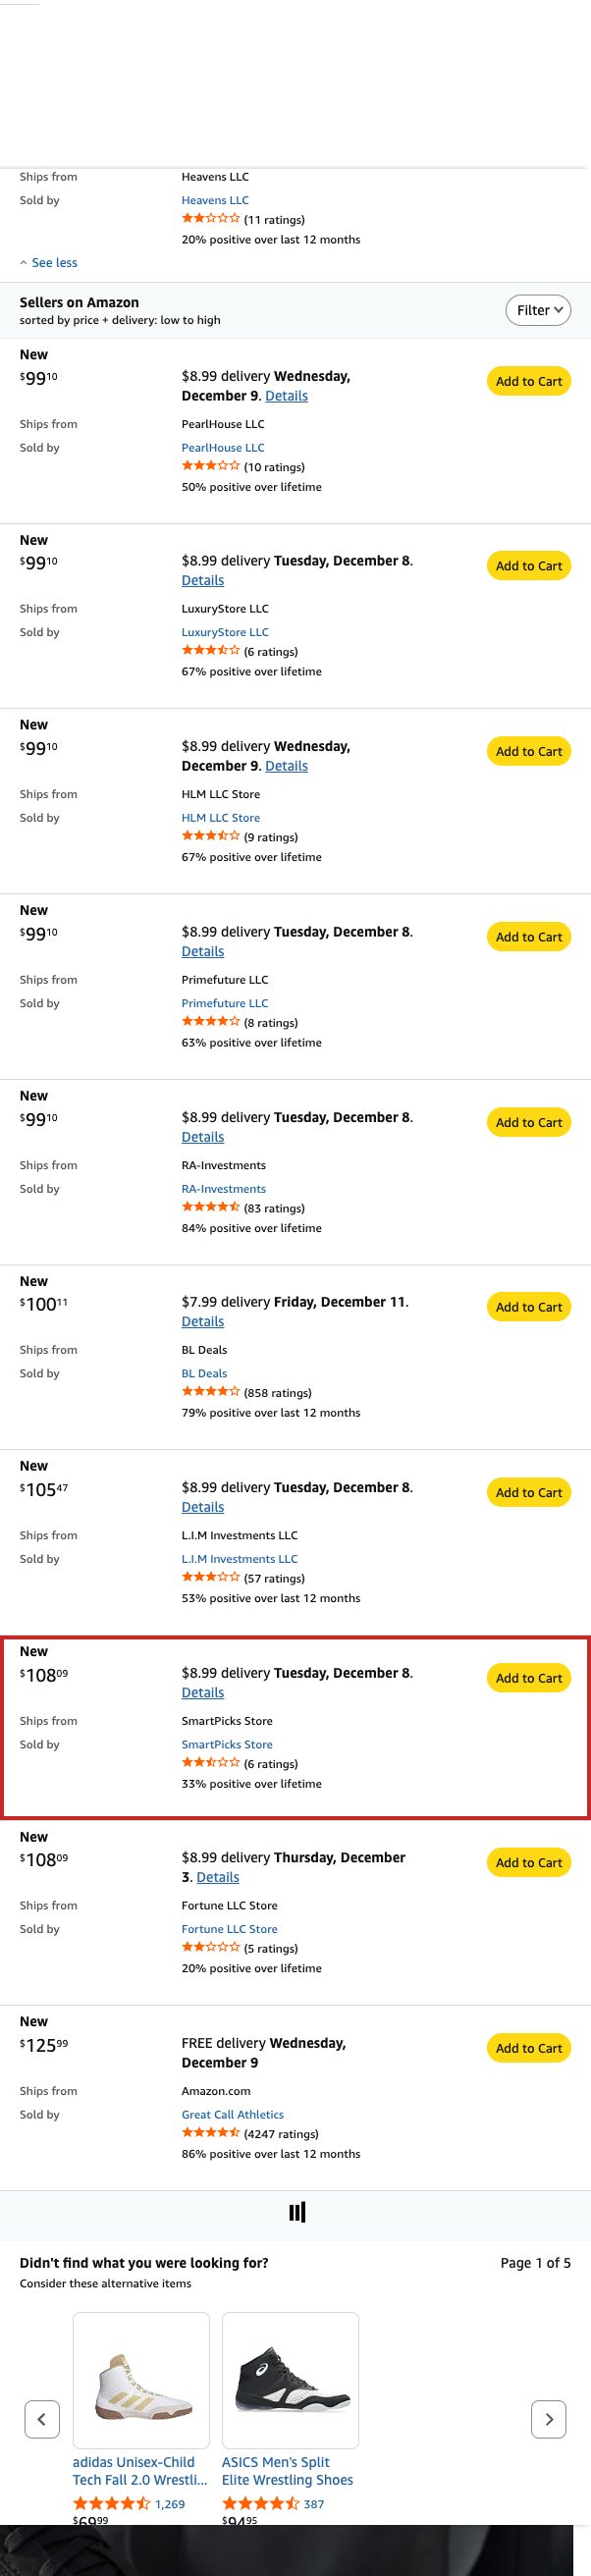 Ships from Heavens LLC
Sold by Heavens LLC
(11 ratings)
20% positive over last 12 months
See less
Sellers on Amazon
sorted by price + delivery: low to high
Filter
New
$9910 $8.99 delivery Wednesday, Add to Cart
December 9. Details
Ships from PearlHouse LLC
Sold by PearlHouse LLC
(10 ratings)
50% positive over lifetime
New
$9910 $8.99 delivery Tuesday, December 8. Add to Cart
Details
Ships from LuxuryStore LLC
Sold by LuxuryStore LLC
(6 ratings)
67% positive over lifetime
New
$9910 $8.99 delivery Wednesday, Add to Cart
December 9. Details
Ships from HLM LLC Store
Sold by HLM LLC Store
(9 ratings)
67% positive over lifetime
New
$9910 $8.99 delivery Tuesday, December 8. Add to Cart
Details
Ships from Primefuture LLC
Sold by Primefuture LLC
(8 ratings)
63% positive over lifetime
New
$9910 $8.99 delivery Tuesday, December 8. Add to Cart
Details
Ships from RA-Investments
Sold by RA-Investments
(83 ratings)
84% positive over lifetime
New
$10011 $7.99 delivery Friday, December 11. Add to Cart
Details
Ships from BL Deals
Sold by BL Deals
(858 ratings)
79% positive over last 12 months
New
$10547 $8.99 delivery Tuesday, December 8. Add to Cart
Details
Ships from L.I.M Investments LLC
Sold by L.I.M Investments LLC
(57 ratings)
53% positive over last 12 months
New
$10809 $8.99 delivery Tuesday, December 8. Add to Cart
Details
Ships from SmartPicks Store
Sold by SmartPicks Store
(6 ratings)
33% positive over lifetime
New
$10809 $8.99 delivery Thursday, December Add to Cart
3. Details
Ships from Fortune LLC Store
Sold by Fortune LLC Store
(5 ratings)
20% positive over lifetime
New
$12599 FREE delivery Wednesday, Add to Cart
December 9
Ships from Amazon.com
Sold by Great Call Athletics
(4247 ratings)
86% positive over last 12 months
Didn't find what you were looking for? Page 1 of 5
Consider these alternative items
adidas Unisex-Child
Tech Fall 2.0 Wrestli...
1,269
$6999
ASICS Men's Split
Elite Wrestling Shoes
387
$9495